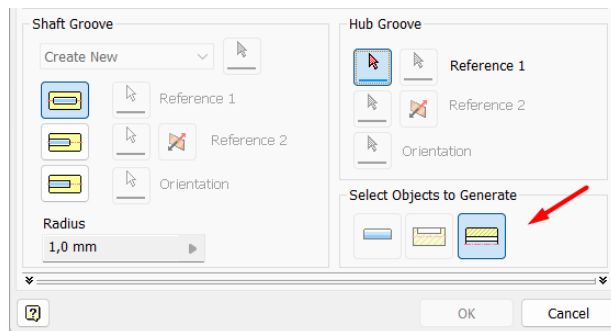 Shaft Groove
Create New
Reference 1
Reference 2
Orientation
Radius
1,0 mm
Hub Groove
Reference 1
Reference 2
Orientation
Select Objects to Generate
?
OK
Cancel